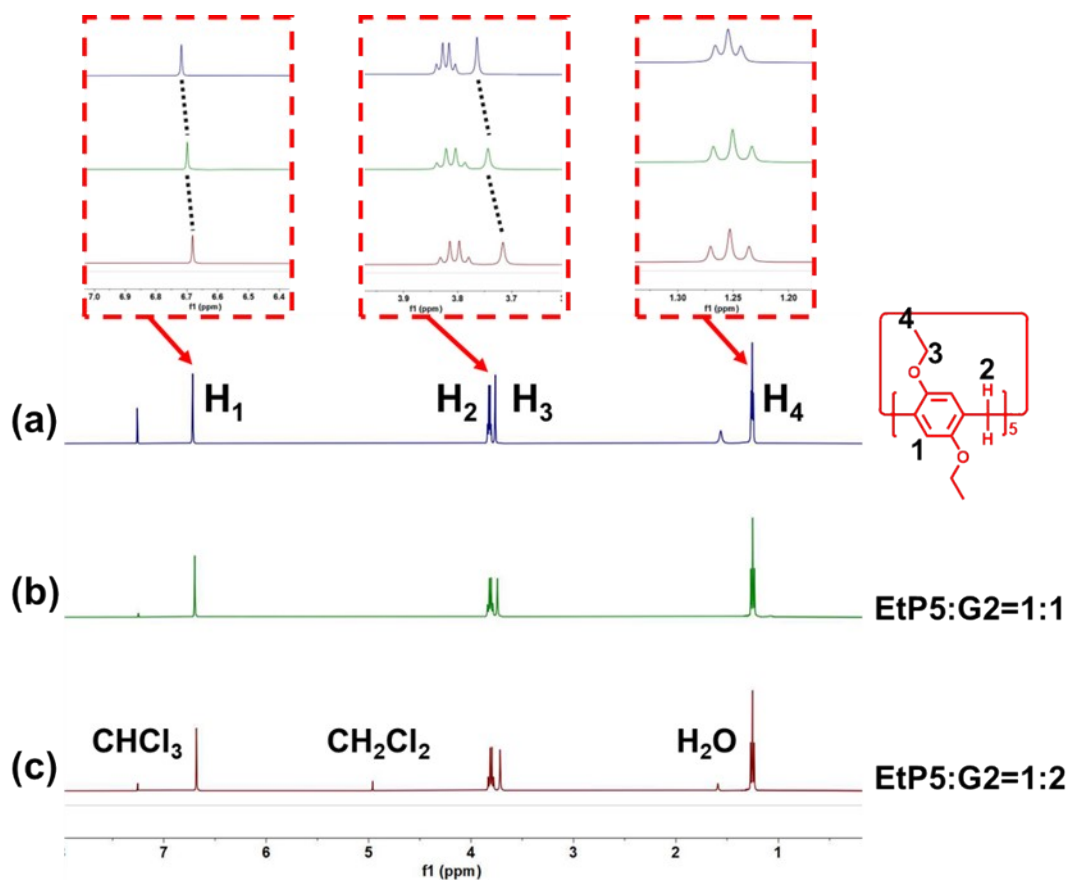 7.0 6.9 6.8 6.7 6.6 6.5 6.4
f1 (ppm)
3.9 3.8 3.7
f1 (ppm)
1.30 1.25 1.20
f1 (ppm)
(a)
H1
H2
H3
H4
4
3
2
O
H
H
5
1
O
(b)
EtP5:G2=1:1
(c)
CHCl3
CH2Cl2
H2O
EtP5:G2=1:2
7 6 5 4 3 2 1
f1 (ppm)